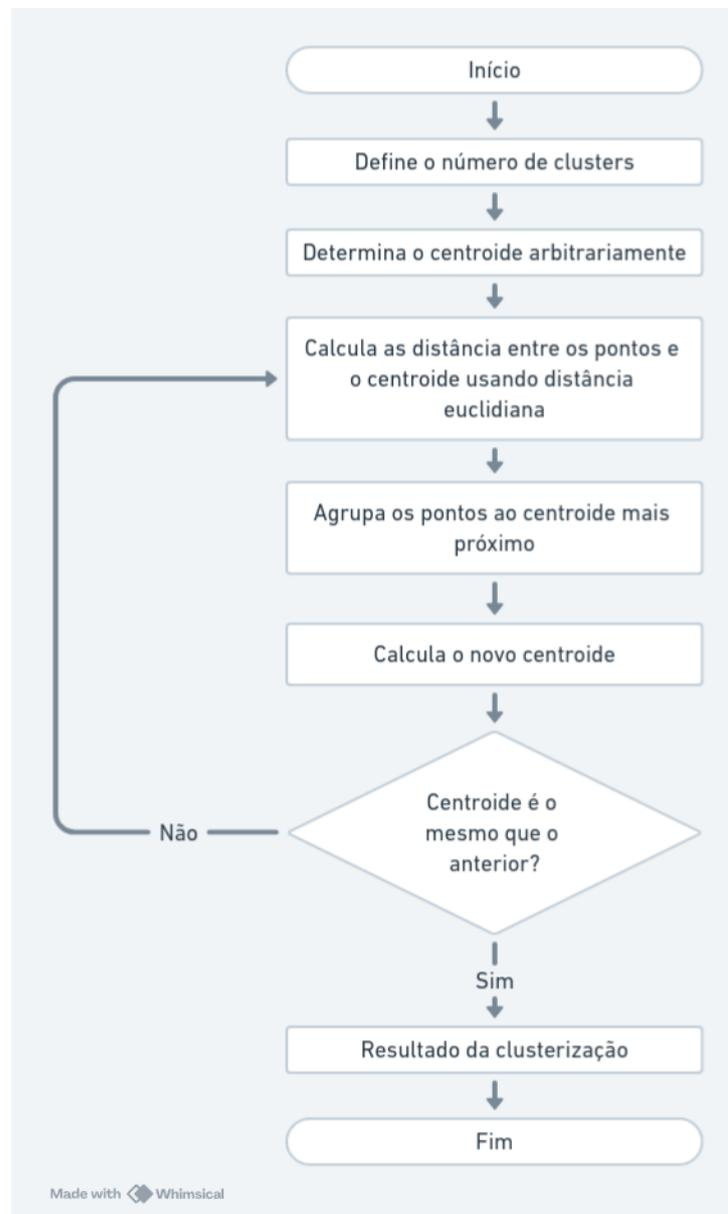 Início
Define o número de clusters
Determina o centroide arbitrariamente
Calcula as distância entre os pontos e
o centroide usando distância
euclidiana
Agrupa os pontos ao centroide mais
próximo
Calcula o novo centroide
Centroide é o
mesmo que o
anterior?
Não
Sim
Resultado da clusterização
Fim
Made with Whimsical